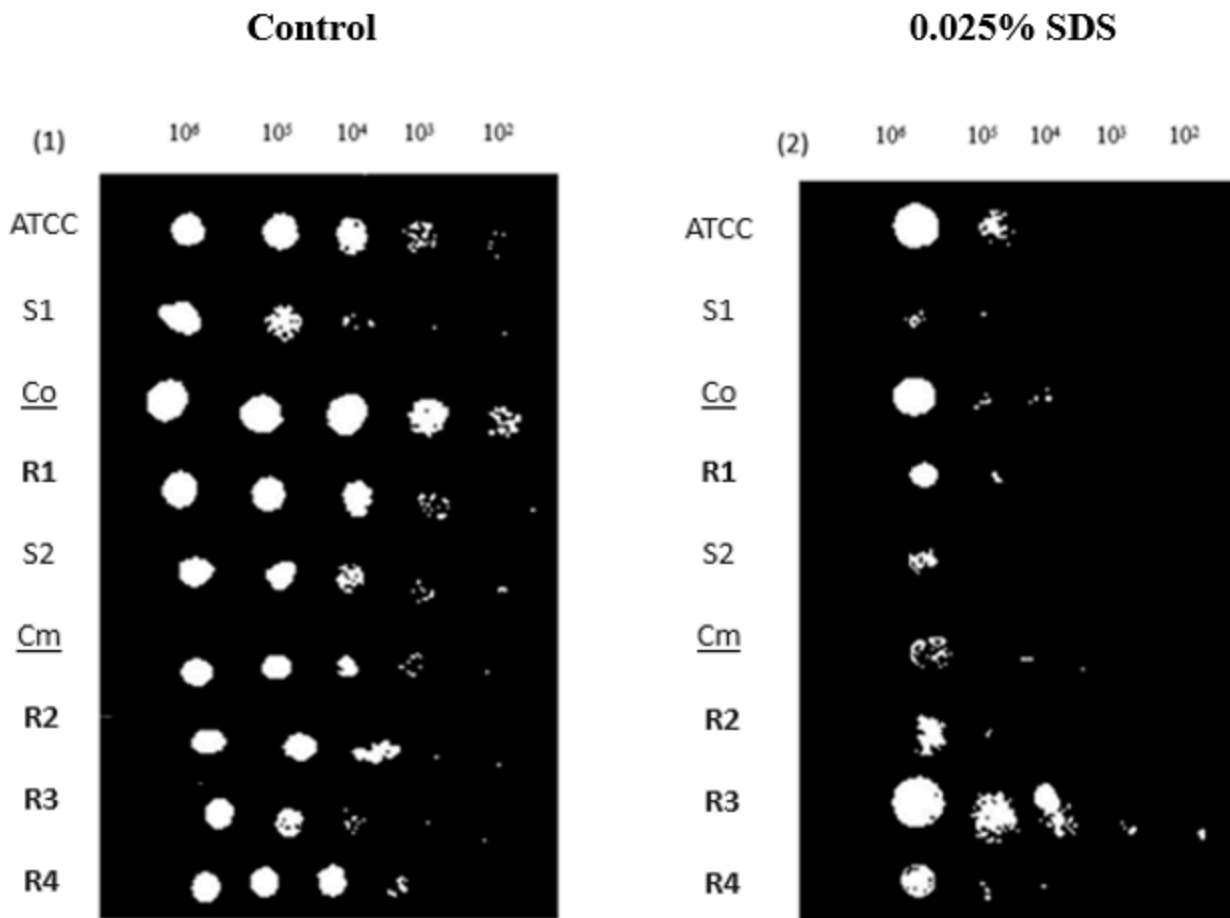 Control 0.025% SDS
(1) 10⁶ 10⁵ 10⁴ 10³ 10² (2) 10⁶ 10⁵ 10⁴ 10³ 10²
ATCC ATCC
S1 S1
Co Co
R1 R1
S2 S2
Cm Cm
R2 R2
R3 R3
R4 R4